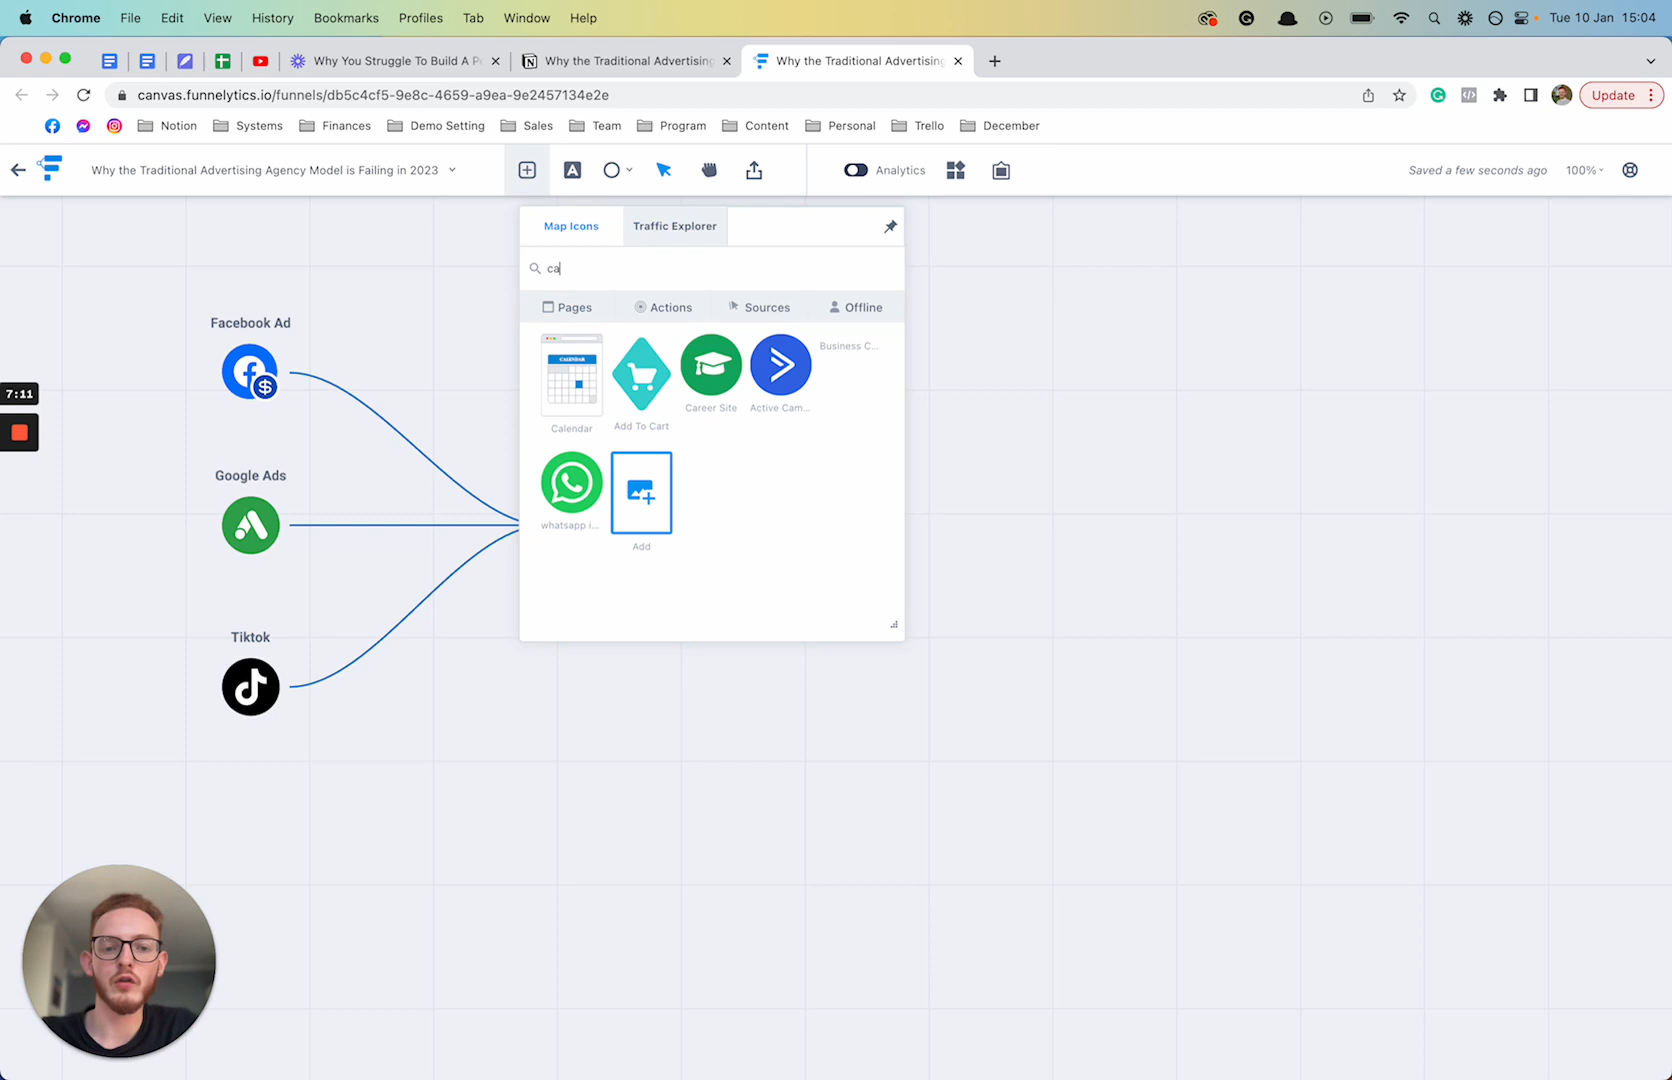 Chrome File Edit View History Bookmarks Profiles Tab Window Help Tue 10 Jan 15:04
Why You Struggle To Build A Pe Why the Traditional Advertising Why the Traditional Advertising
canvas.funnelytics.io/funnels/db5c4cf5-9e8c-4659-a9ea-9e2457134e2e Update
Notion Systems Finances Demo Setting Sales Team Program Content Personal Trello December
Why the Traditional Advertising Agency Model is Failing in 2023 A Analytics Saved a few seconds ago 100%
Map Icons Traffic Explorer
ca
Pages Actions Sources Offline
Facebook Ad
$
CALENDAR
Business C...
Calendar Add To Cart Career Site Active Cam...
7:11
Google Ads
whatsapp i... Add
Tiktok